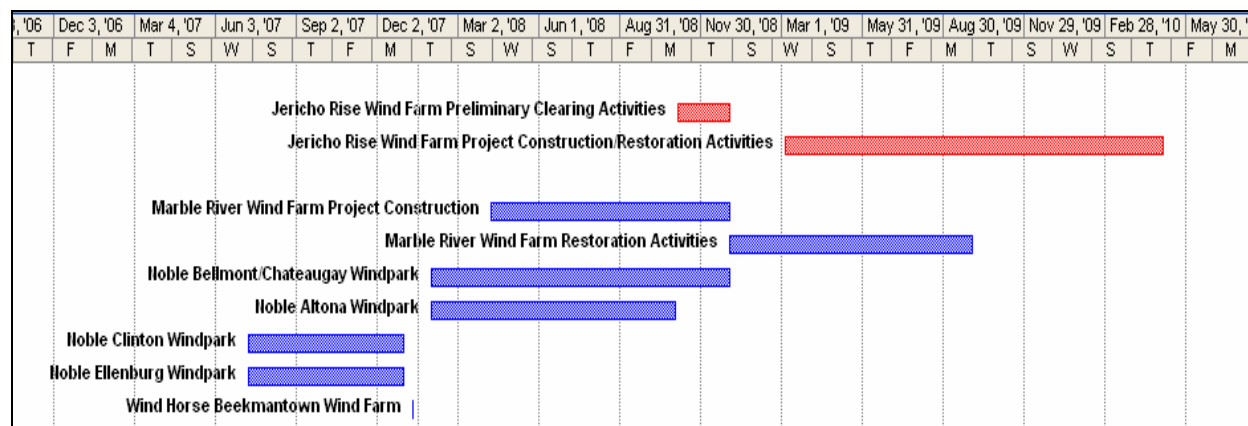 3, '06 Dec 3, '06 Mar 4, '07 Jun 3, '07 Sep 2, '07 Dec 2, '07 Mar 2, '08 Jun 1, '08 Aug 31, '08 Nov 30, '08 Mar 1, '09 May 31, '09 Aug 30, '09 Nov 29, '09 Feb 28, '10 May 30, '
T F M T S W S T F M T S W S T F M T S W S T F M T S W S T F M
Jericho Rise Wind Farm Preliminary Clearing Activities
Jericho Rise Wind Farm Project Construction/Restoration Activities
Marble River Wind Farm Project Construction
Marble River Wind Farm Restoration Activities
Noble Bellmont/Chateaugay Windpark
Noble Altona Windpark
Noble Clinton Windpark
Noble Ellenburg Windpark
Wind Horse Beekmantown Wind Farm